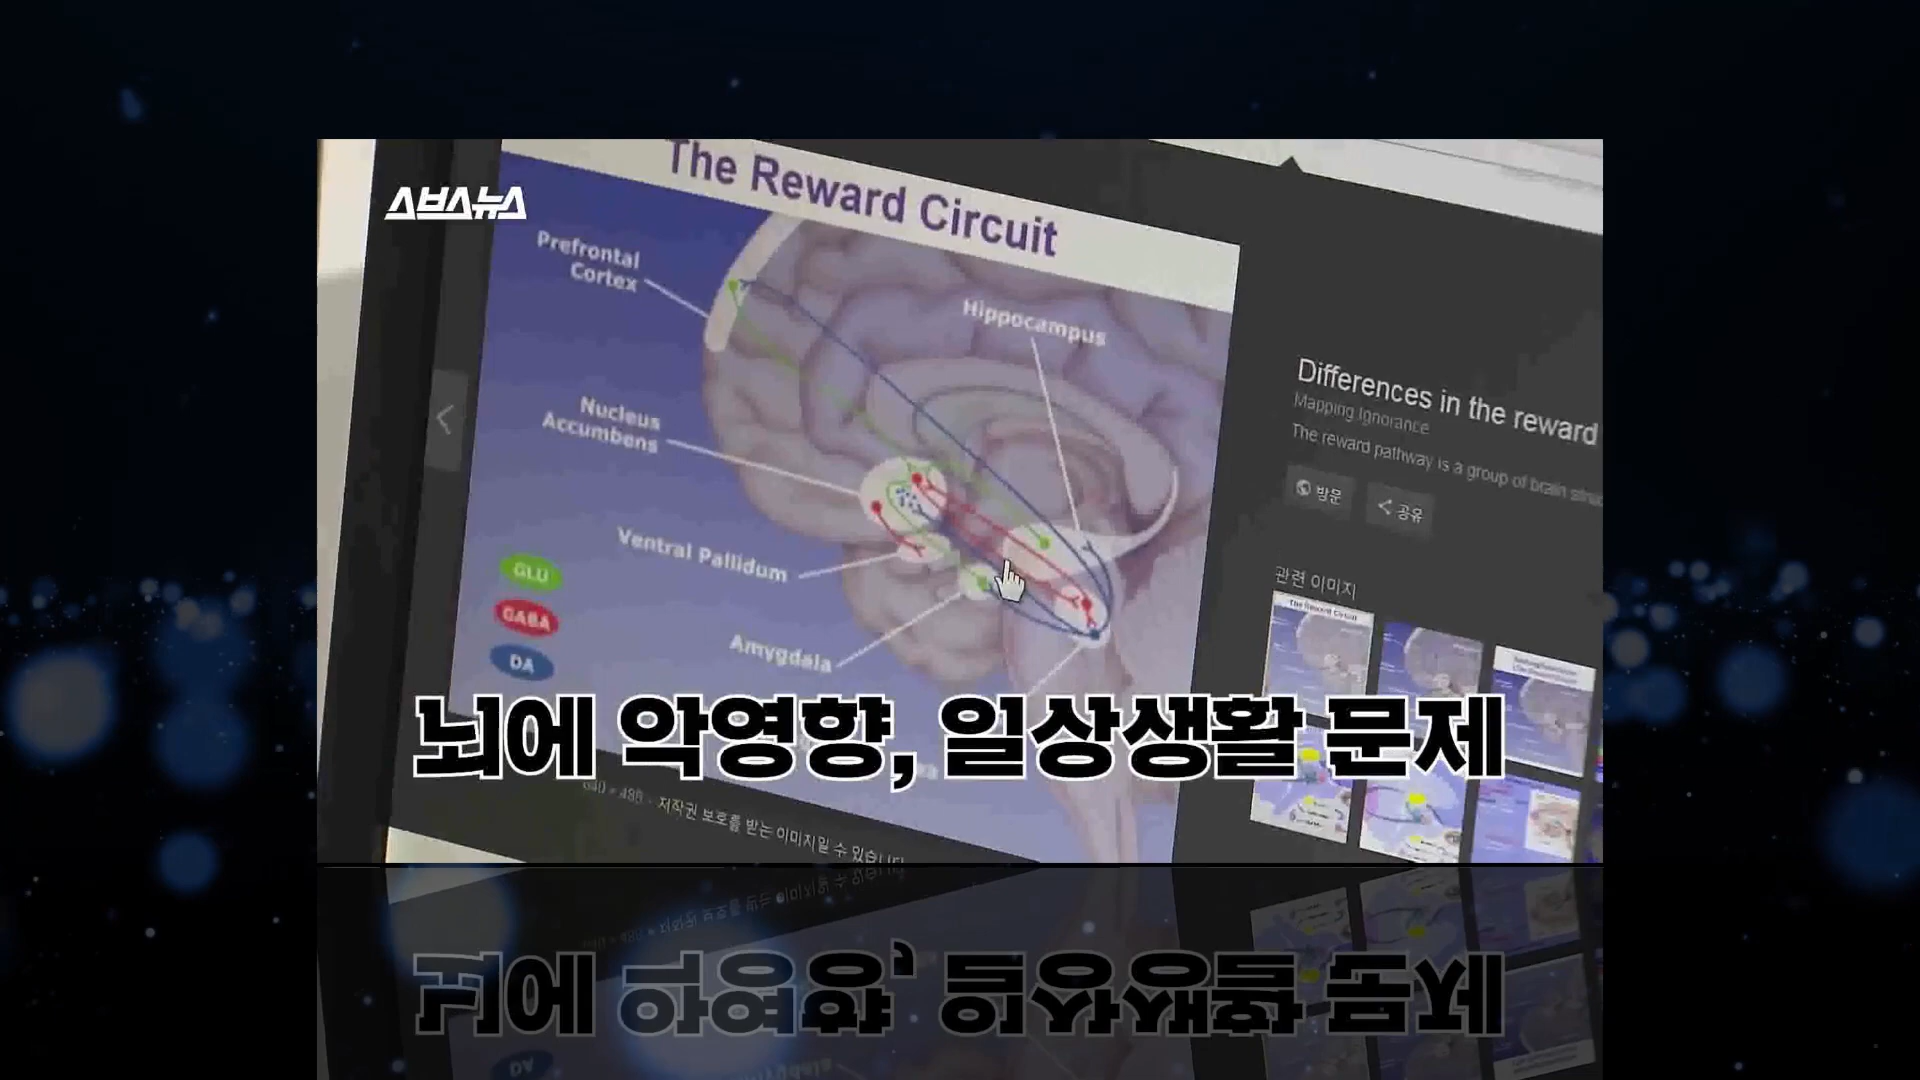 The Reward Circuit
스브스뉴스
Prefrontal
Cortex
Hippocampus
Nucleus
Accumbens
Ventral Pallidum
Amygdala
GLU
GABA
DA
Differences in the reward
Mapping Ignorance
The reward pathway is a group of brain
방문
공유
관련 이미지
The Reward Circuit
뇌에 악영향, 일상생활 문제
저작권 보호를 받는 이미지일 수 있습니다